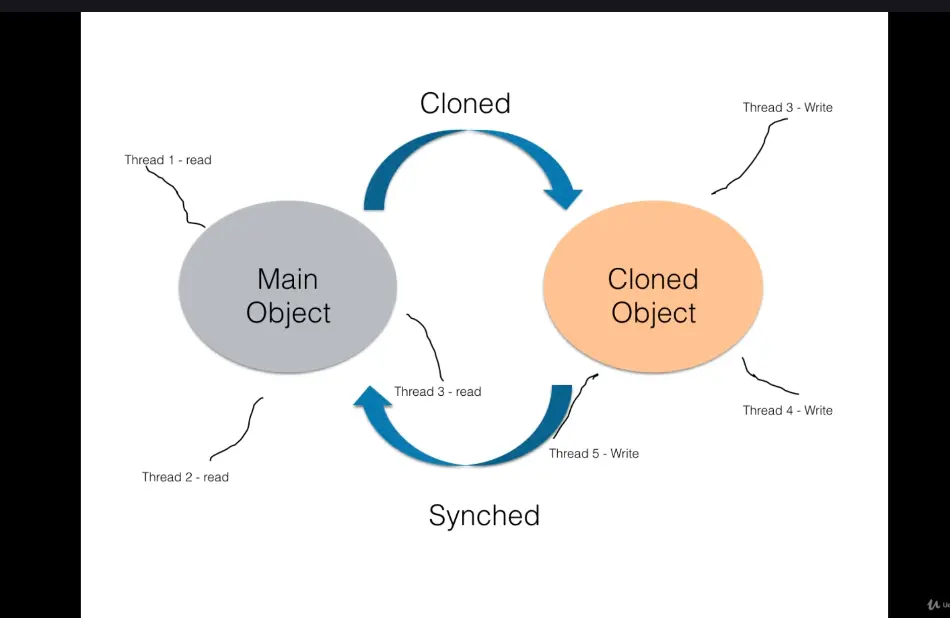 Cloned
Thread 3 - Write
Thread 1 - read
Main
Object
Cloned
Object
Thread 3 - read
Thread 4 - Write
Thread 5 - Write
Thread 2 - read
Synched